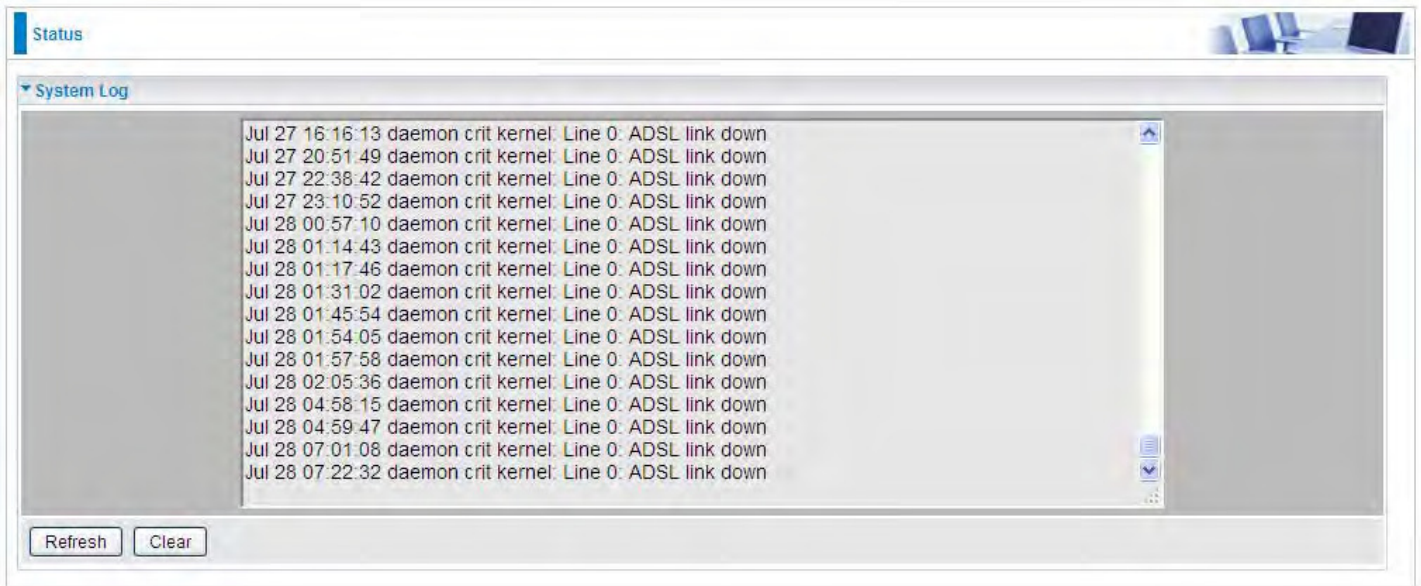 Status
System Log
Jul 27 16:16:13 daemon crit kernel: Line 0: ADSL link down
Jul 27 20:51:49 daemon crit kernel: Line 0: ADSL link down
Jul 27 22:38:42 daemon crit kernel: Line 0: ADSL link down
Jul 27 23:10:52 daemon crit kernel: Line 0: ADSL link down
Jul 28 00:57:10 daemon crit kernel: Line 0: ADSL link down
Jul 28 01:14:43 daemon crit kernel: Line 0: ADSL link down
Jul 28 01:17:46 daemon crit kernel: Line 0: ADSL link down
Jul 28 01:31:02 daemon crit kernel: Line 0: ADSL link down
Jul 28 01:45:54 daemon crit kernel: Line 0: ADSL link down
Jul 28 01:54:05 daemon crit kernel: Line 0: ADSL link down
Jul 28 01:57:58 daemon crit kernel: Line 0: ADSL link down
Jul 28 02:05:36 daemon crit kernel: Line 0: ADSL link down
Jul 28 04:58:15 daemon crit kernel: Line 0: ADSL link down
Jul 28 04:59:47 daemon crit kernel: Line 0: ADSL link down
Jul 28 07:01:08 daemon crit kernel: Line 0: ADSL link down
Jul 28 07:22:32 daemon crit kernel: Line 0: ADSL link down
Refresh Clear